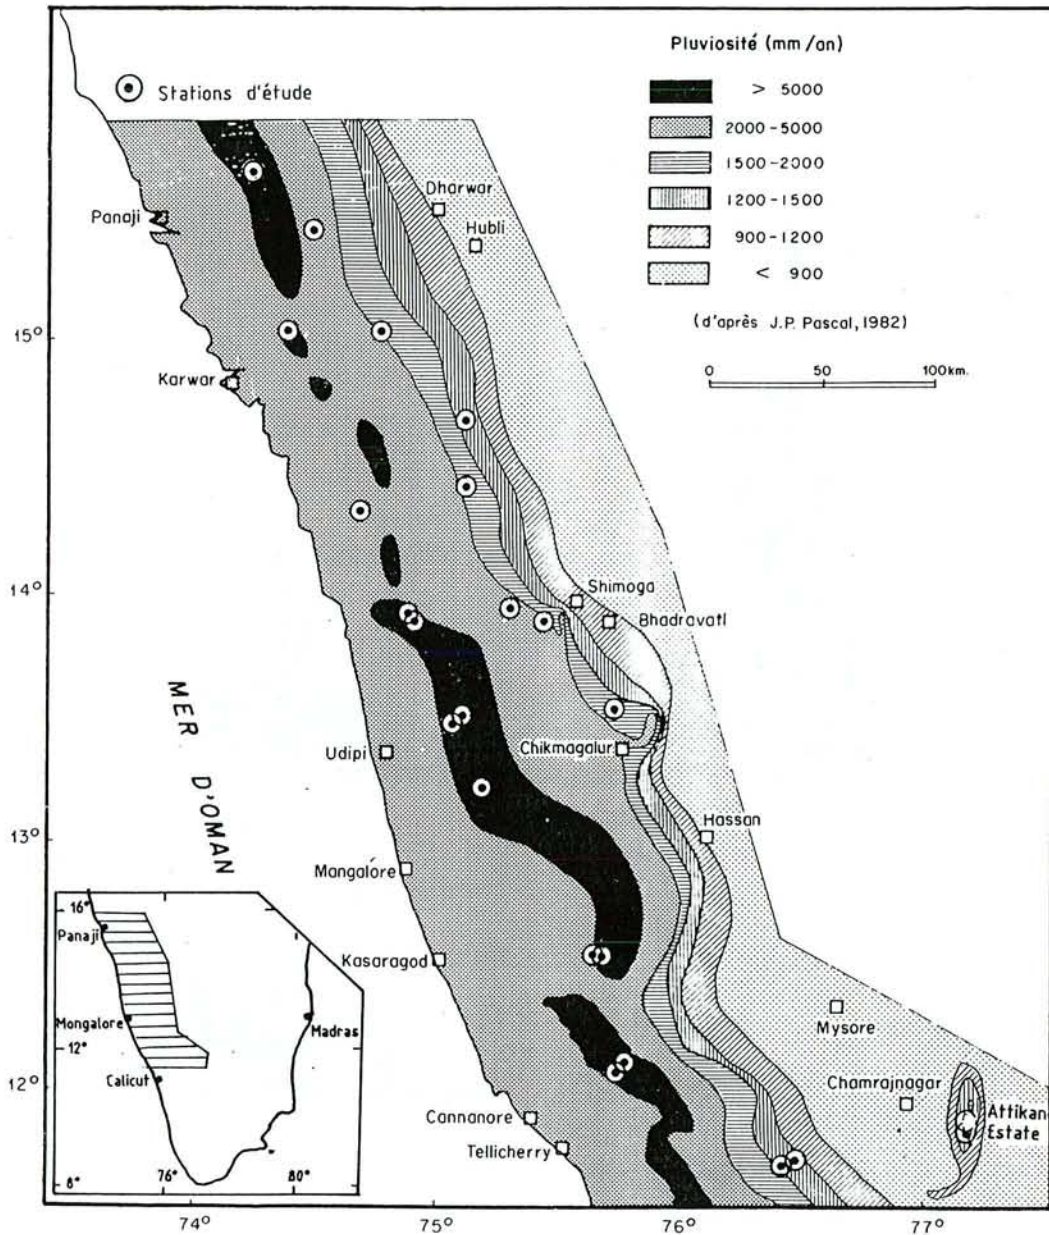 Pluviosité (mm/an)
> 5000
2000-5000
1500-2000
1200-1500
900-1200
< 900
(d'après J.P. Pascal, 1982)
0 50 100 km.
Stations d'étude
Dharwar
Hubli
Panaji
15°
Karwar
14°
Shimoga
Bhadravati
MER D'OMAN
Udipi
Chikmagalur
13°
Hassan
Mangalore
Kasaragod
Mysore
12°
Chamrajnagar
Cannanore
Attikan
Estate
Tellicherry
16°
Panaji
Mongalore
Madras
12°
Calicut
76° 80°
8°
74° 75° 76° 77°